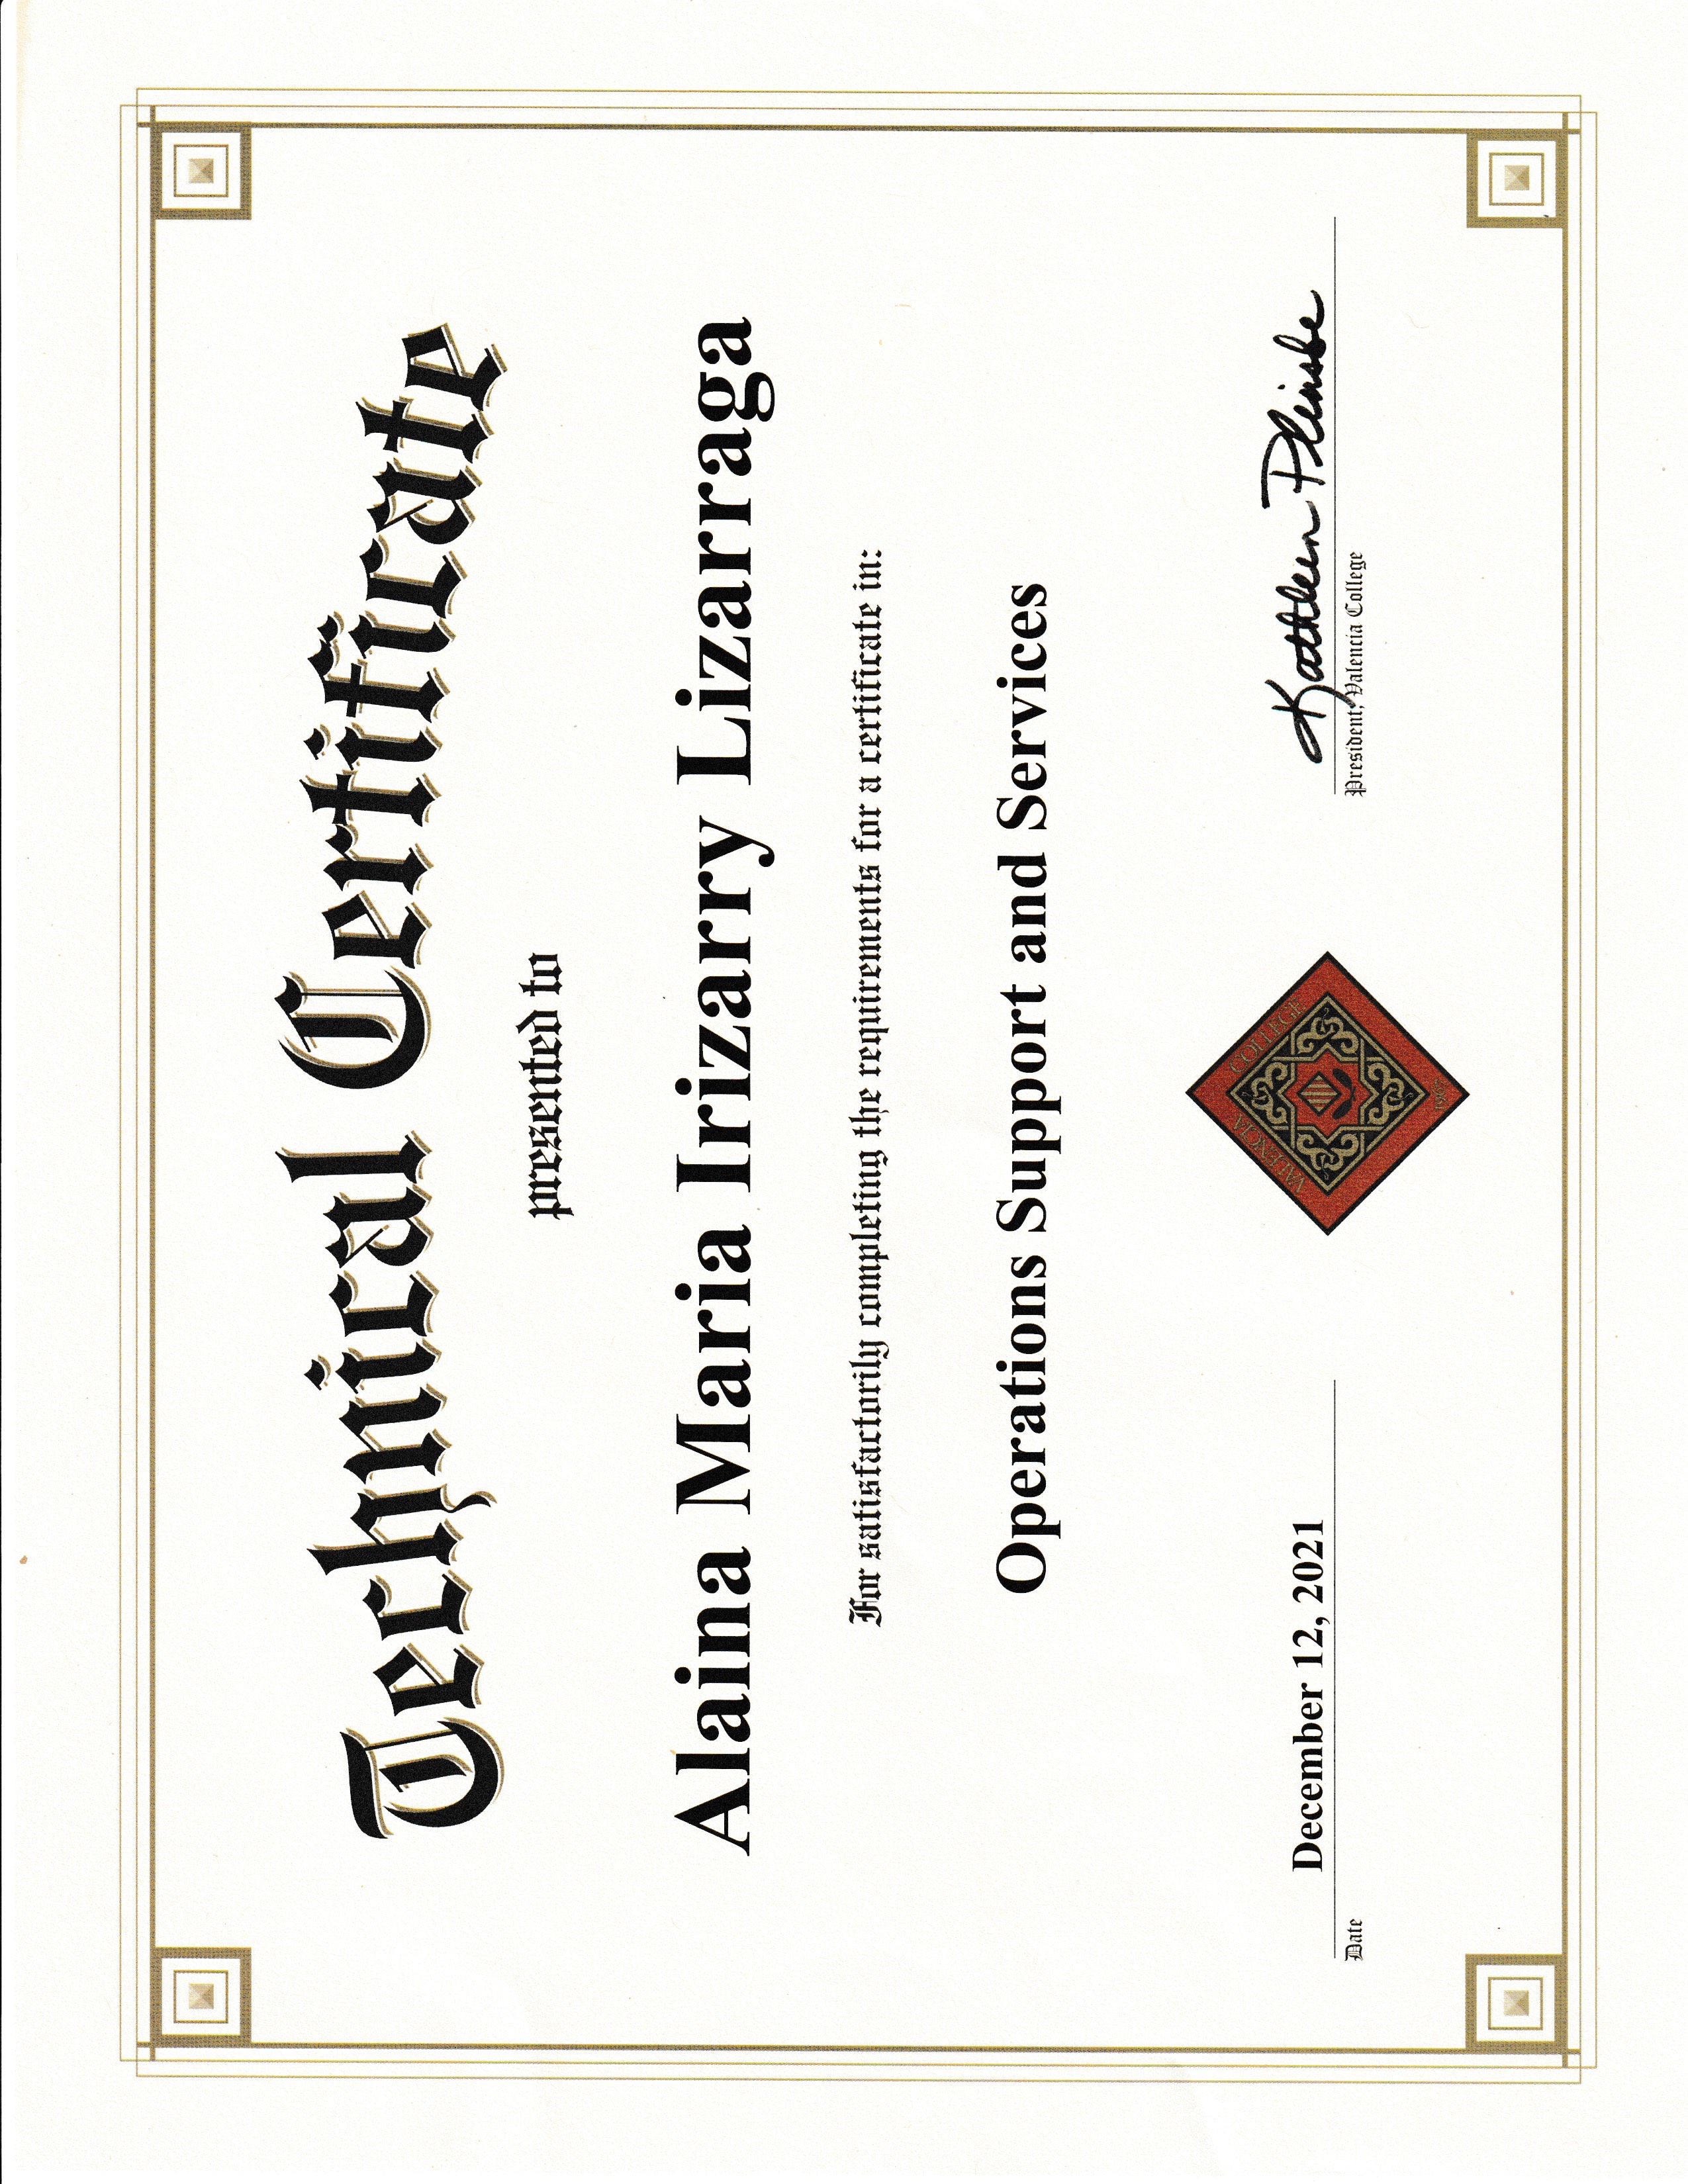 Technical Certificate
presented to
Alaina Maria Irizarry Lizarraga
For satisfactorily completing the requirements for a certificate in:
Operations Support and Services
VALENCIA COLLEGE
1967
December 12, 2021
Date
Kathleen Plinske
President, Valencia College